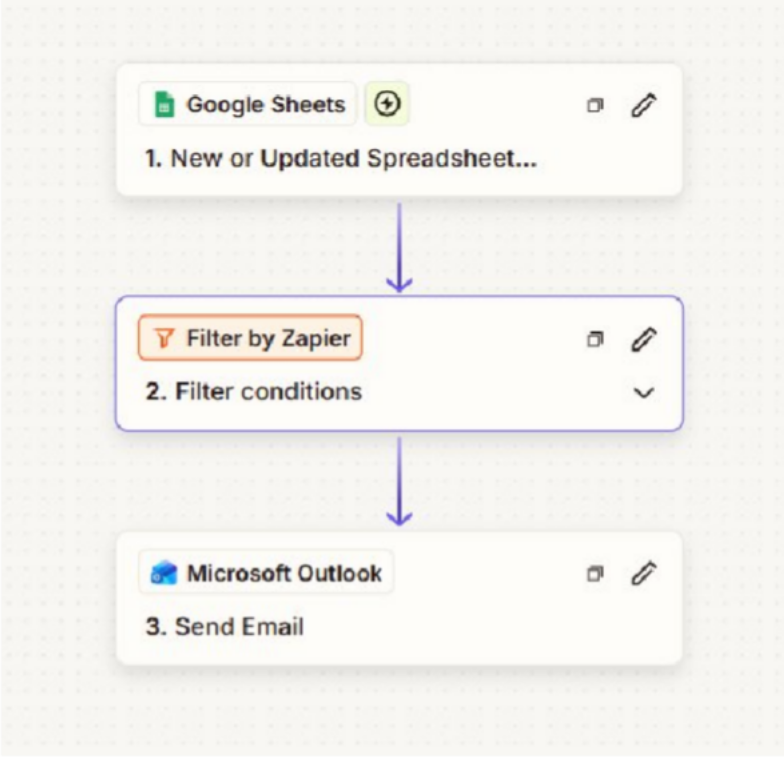 Google Sheets
1. New or Updated Spreadsheet...
Filter by Zapier
2. Filter conditions
Microsoft Outlook
3. Send Email